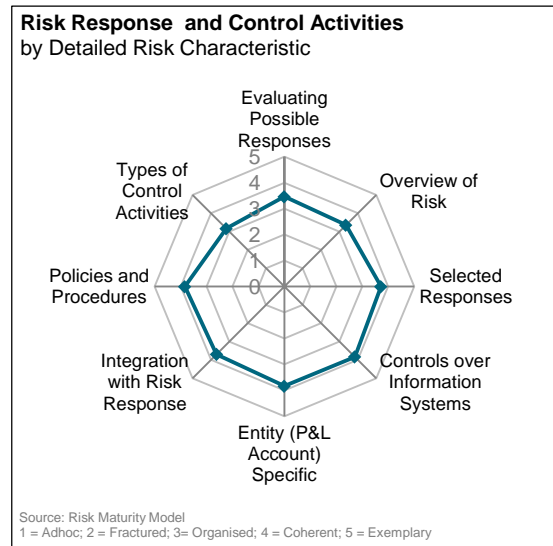 Risk Response  and Control Activities
by Detailed Risk Characteristic
Evaluating
Possible
Responses
Overview of
Risk
Selected
Responses
Controls over
Information
Systems
Entity (P&L
Account)
Specific
Integration
with Risk
Response
Policies and
Procedures
Types of
Control
Activities
5
4
3
2
1
0
Source: Risk Maturity Model
1 = Adhoc; 2 = Fractured; 3= Organised; 4 = Coherent; 5 = Exemplary